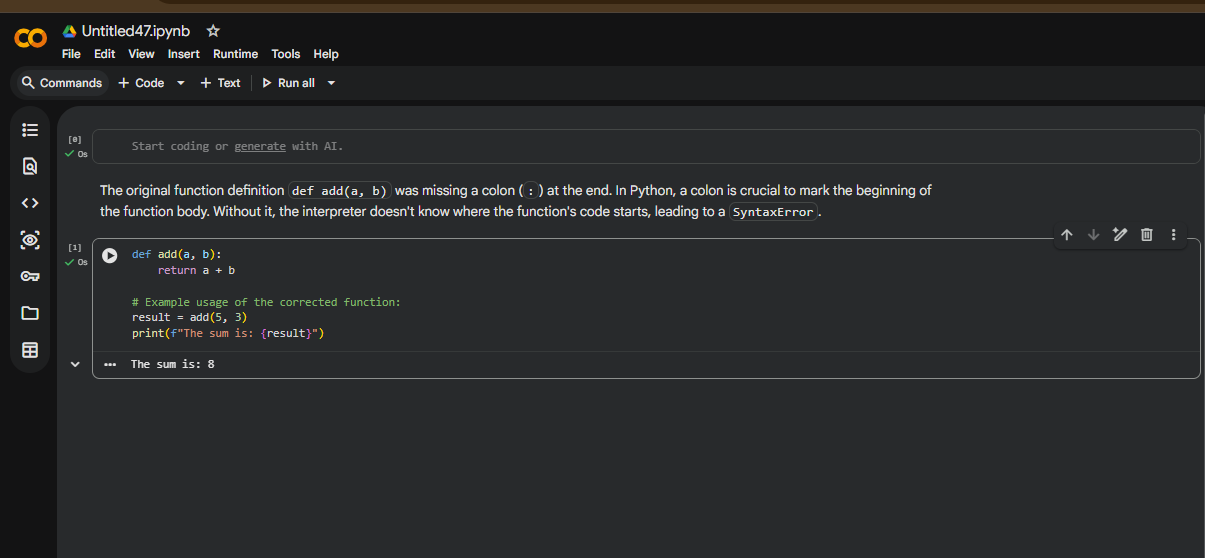 Untitled47.ipynb
File Edit View Insert Runtime Tools Help
Commands + Code + Text Run all
[0]
0s
Start coding or generate with AI.
The original function definition def add(a, b) was missing a colon (:) at the end. In Python, a colon is crucial to mark the beginning of
the function body. Without it, the interpreter doesn't know where the function's code starts, leading to a SyntaxError.
[1]
0s
def add(a, b):
    return a + b
# Example usage of the corrected function:
result = add(5, 3)
print(f"The sum is: {result}")
The sum is: 8